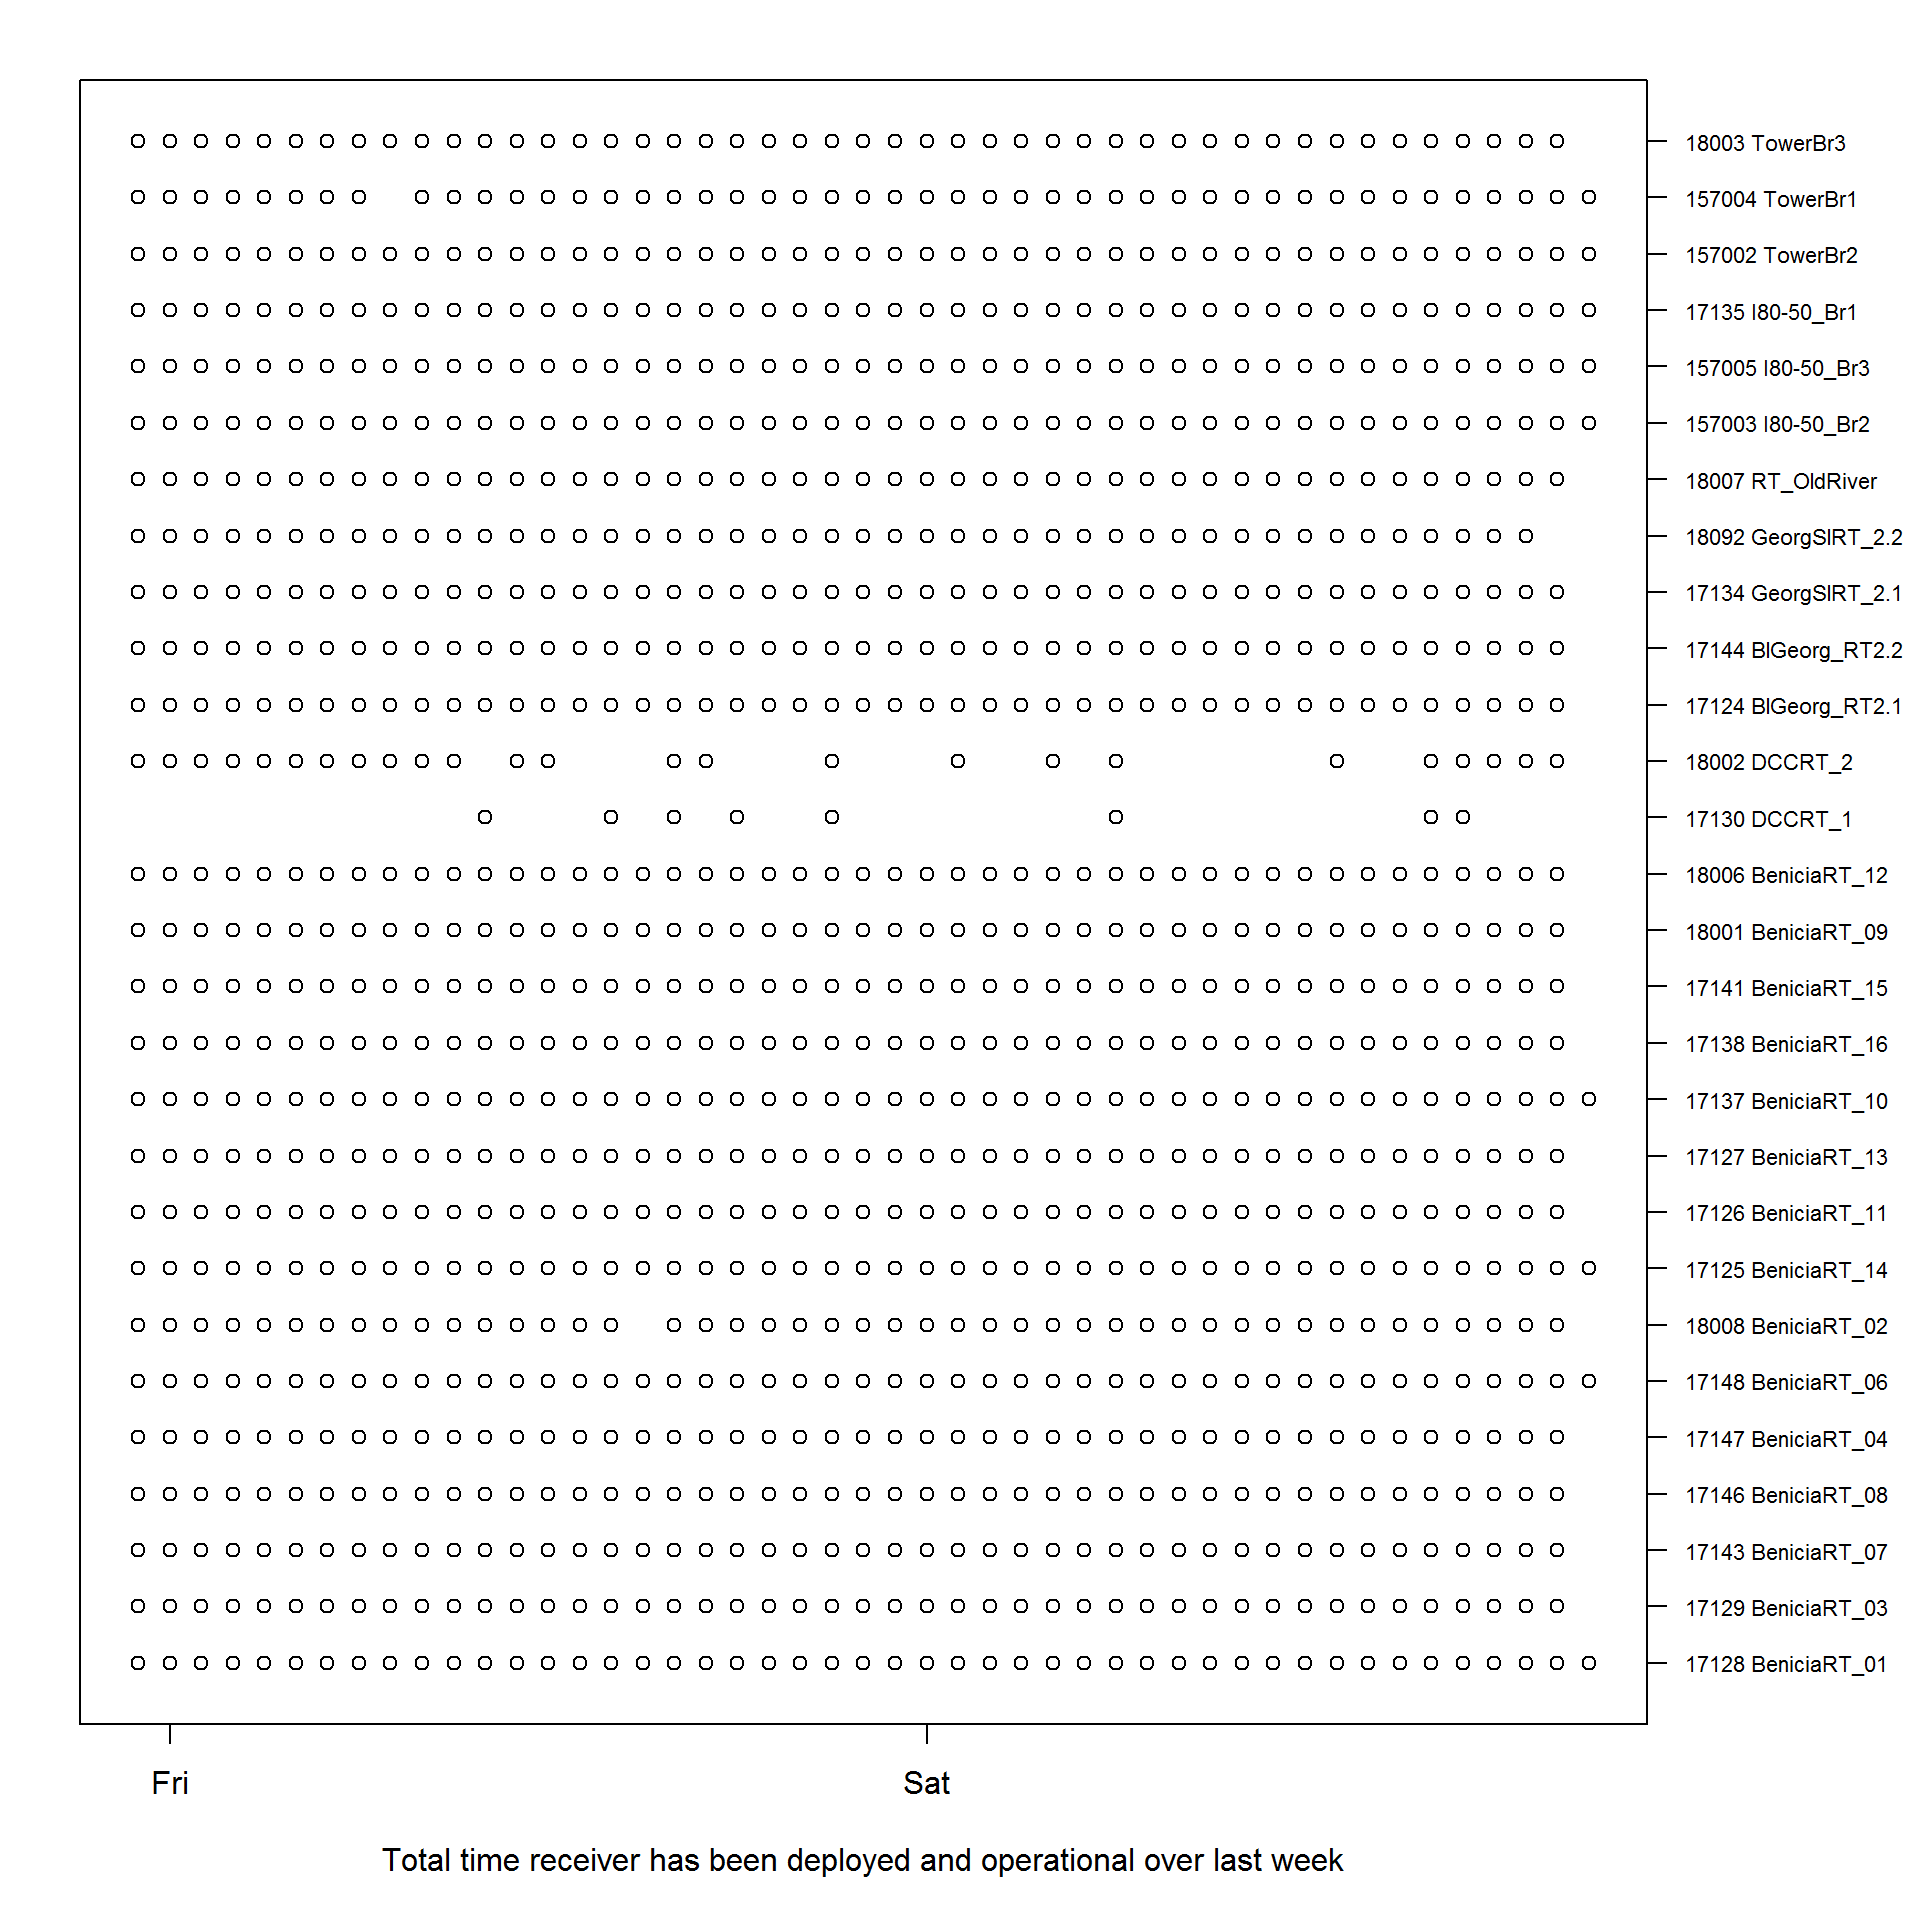 18003 TowerBr3
157004 TowerBr1
157002 TowerBr2
17135 I80-50_Br1
157005 I80-50_Br3
157003 I80-50_Br2
18007 RT_OldRiver
18092 GeorgSlRT_2.2
17134 GeorgSlRT_2.1
17144 BlGeorg_RT2.2
17124 BlGeorg_RT2.1
18002 DCCRT_2
17130 DCCRT_1
18006 BeniciaRT_12
18001 BeniciaRT_09
17141 BeniciaRT_15
17138 BeniciaRT_16
17137 BeniciaRT_10
17127 BeniciaRT_13
17126 BeniciaRT_11
17125 BeniciaRT_14
18008 BeniciaRT_02
17148 BeniciaRT_06
17147 BeniciaRT_04
17146 BeniciaRT_08
17143 BeniciaRT_07
17129 BeniciaRT_03
17128 BeniciaRT_01
Fri Sat
Total time receiver has been deployed and operational over last week